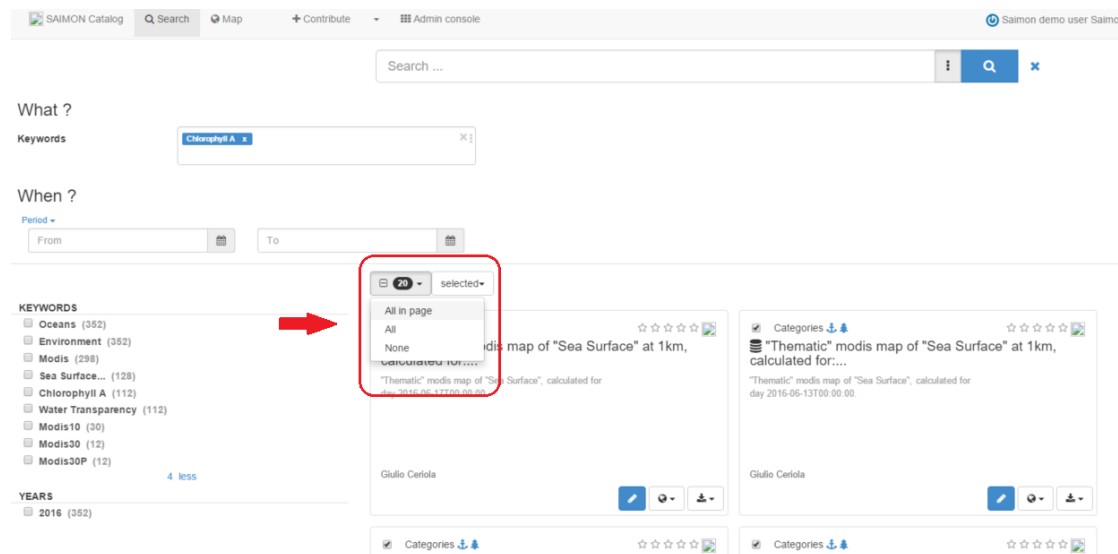 SAIMON Catalog Search Map Contribute Admin console Saimon demo user Saimo
Search ...
What ?
Keywords Chlorophyll A x
When ?
Period
From To
20 selected
All in page
All
None
KEYWORDS
Oceans (352)
Environment (352)
Modis (298)
Sea Surface... (128)
Chlorophyll A (112)
Water Transparency (112)
Modis10 (30)
Modis30 (12)
Modis30P (12)
4 less
YEARS
2016 (352)
odis map of "Sea Surface" at 1km,
calculated for:...
"Thematic" modis map of "Sea Surface", calculated for
day 2016-06-17T00:00:00.
Giulio Ceriola
Categories
"Thematic" modis map of "Sea Surface" at 1km,
calculated for:...
"Thematic" modis map of "Sea Surface", calculated for
day 2016-06-13T00:00:00.
Giulio Ceriola
Categories
Categories